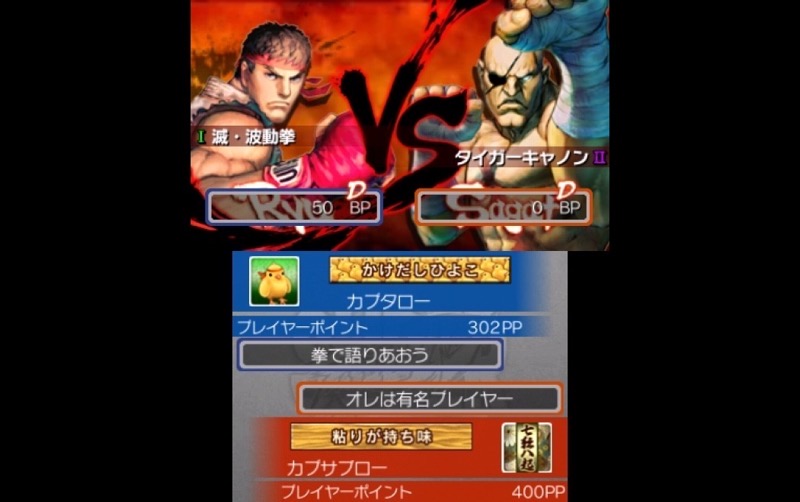 VS
I 滅・波動拳
タイガーキャノン II
D
50 BP
D
0 BP
Ryu
Sagat
かけだしひよこ
カプタロー
プレイヤーポイント 302PP
拳で語りあおう
オレは有名プレイヤー
粘りが持ち味
七転八起
カプサブロー
プレイヤーポイント 400PP